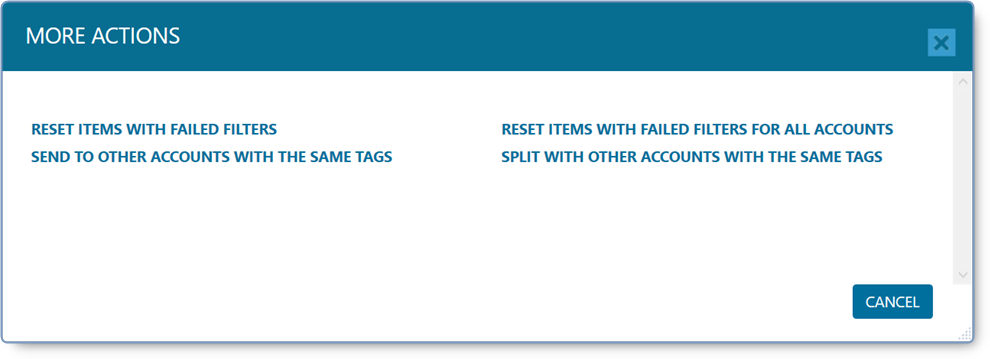 MORE ACTIONS
RESET ITEMS WITH FAILED FILTERS
RESET ITEMS WITH FAILED FILTERS FOR ALL ACCOUNTS
SEND TO OTHER ACCOUNTS WITH THE SAME TAGS
SPLIT WITH OTHER ACCOUNTS WITH THE SAME TAGS
CANCEL